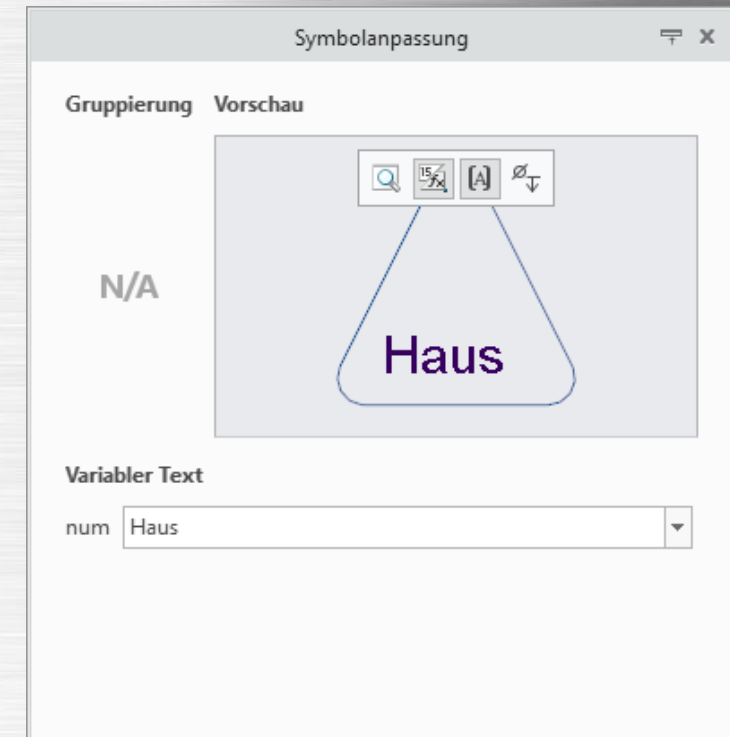 Symbolanpassung
Gruppierung Vorschau
N/A
Haus
Variabler Text
num Haus